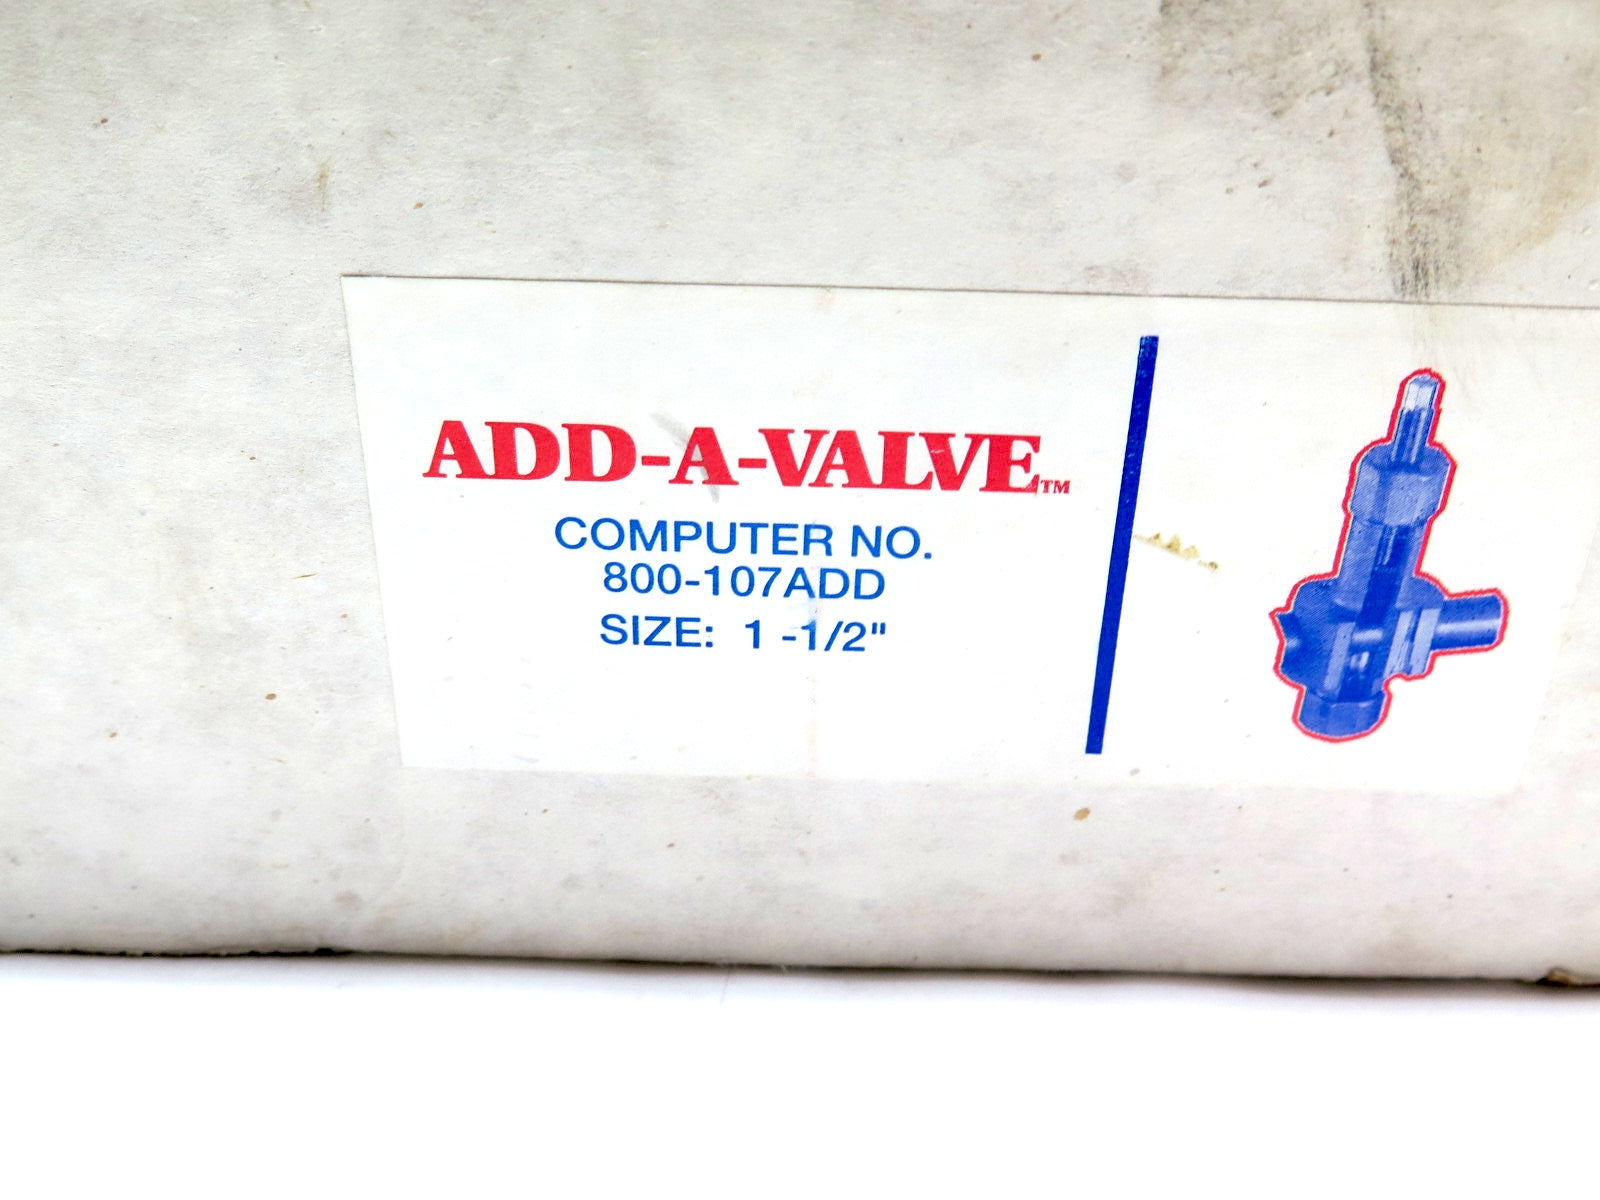 ADD-A-VALVE™
COMPUTER NO.
800-107ADD
SIZE: 1 -1/2"